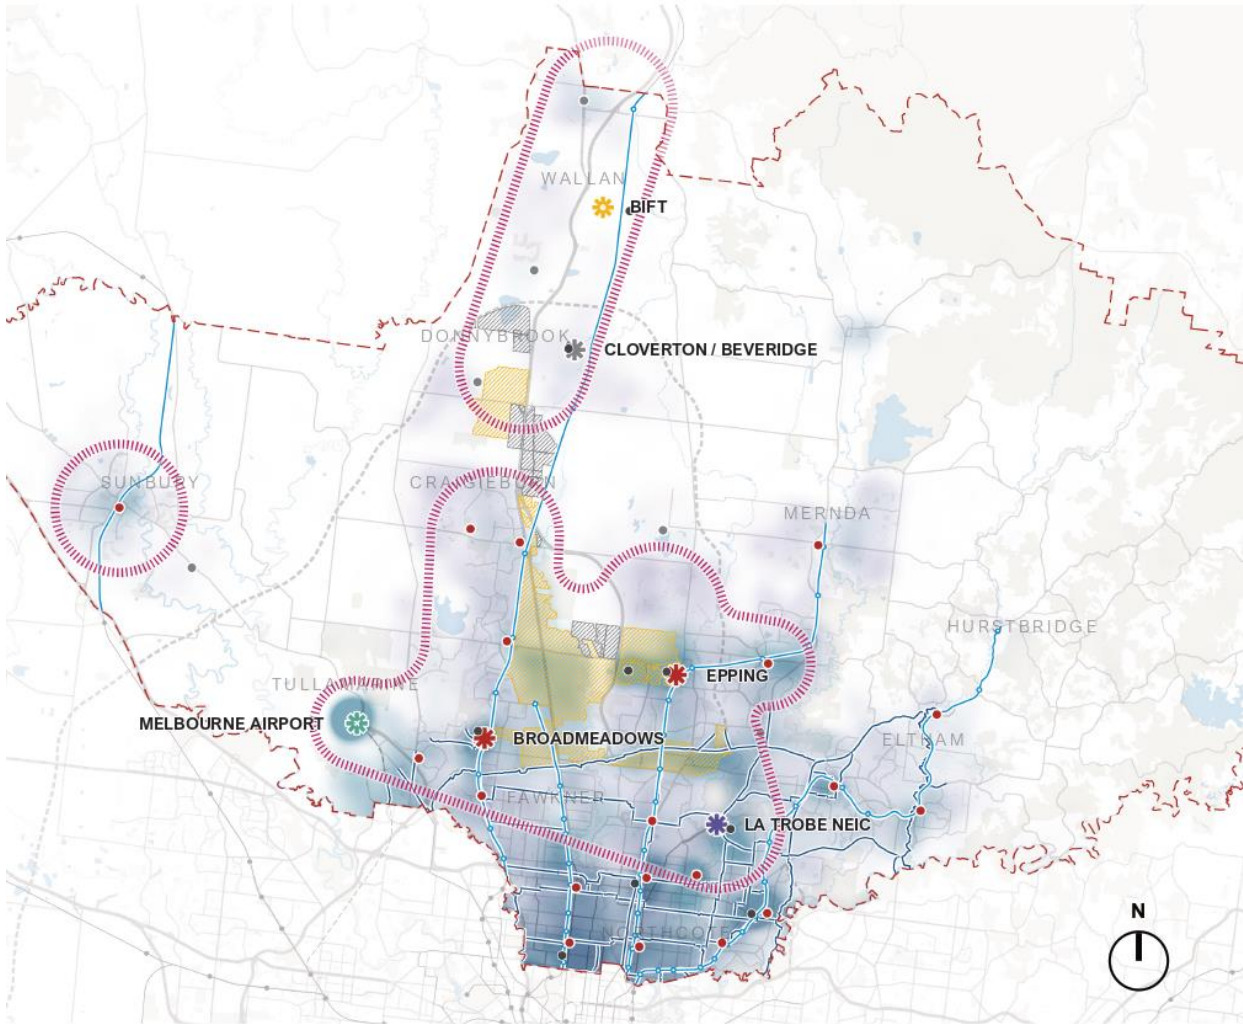 WALLAN
BIFT
DONNYBROOK
CLOVERTON / BEVERIDGE
SUNBURY
CRAIGIEBURN
MERNDA
HURSTBRIDGE
EPPING
TULLAMARINE
MELBOURNE AIRPORT
BROADMEADOWS
ELTHAM
FAWKNER
LA TROBE NEIC
NORTHCOTE
N